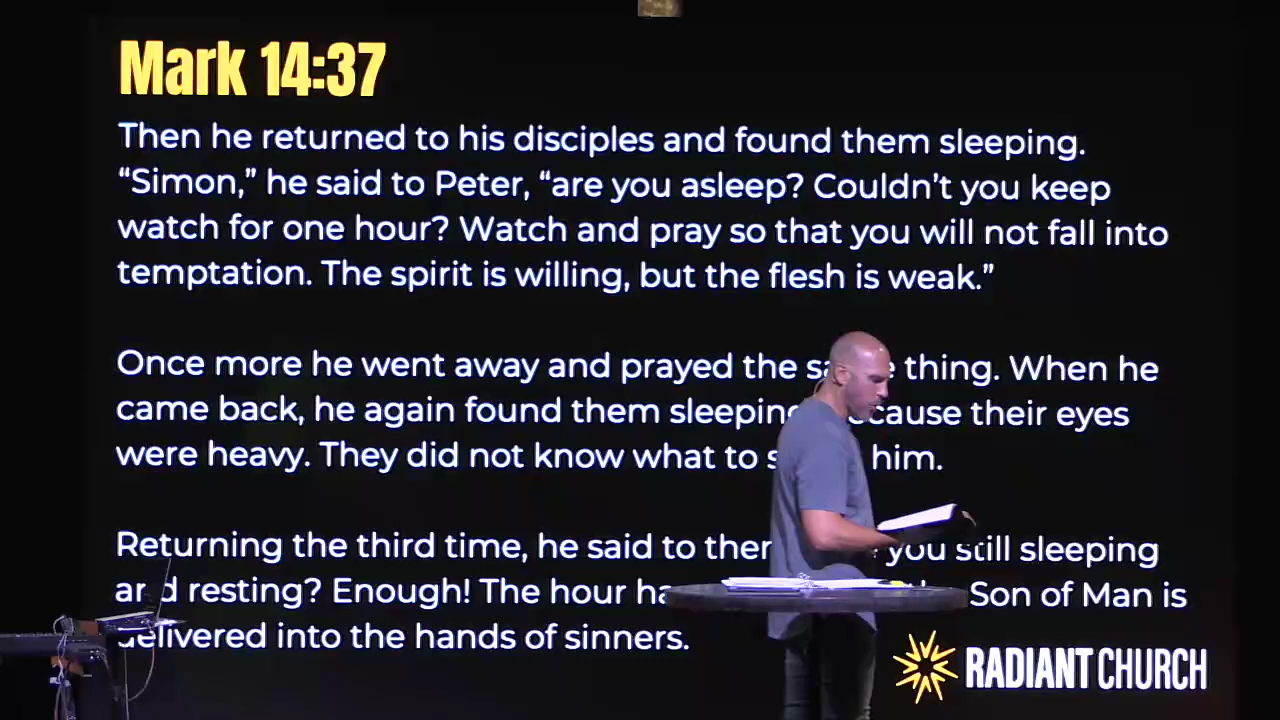 Mark 14:37
Then he returned to his disciples and found them sleeping.
“Simon,” he said to Peter, “are you asleep? Couldn’t you keep
watch for one hour? Watch and pray so that you will not fall into
temptation. The spirit is willing, but the flesh is weak.”
Once more he went away and prayed the thing. When he
came back, he again found them sleeping their eyes
were heavy. They did not know what to him.
Returning the third time, he said to you still sleeping
and resting? Enough! The hour Son of Man is
delivered into the hands of sinners.
RADIANT CHURCH